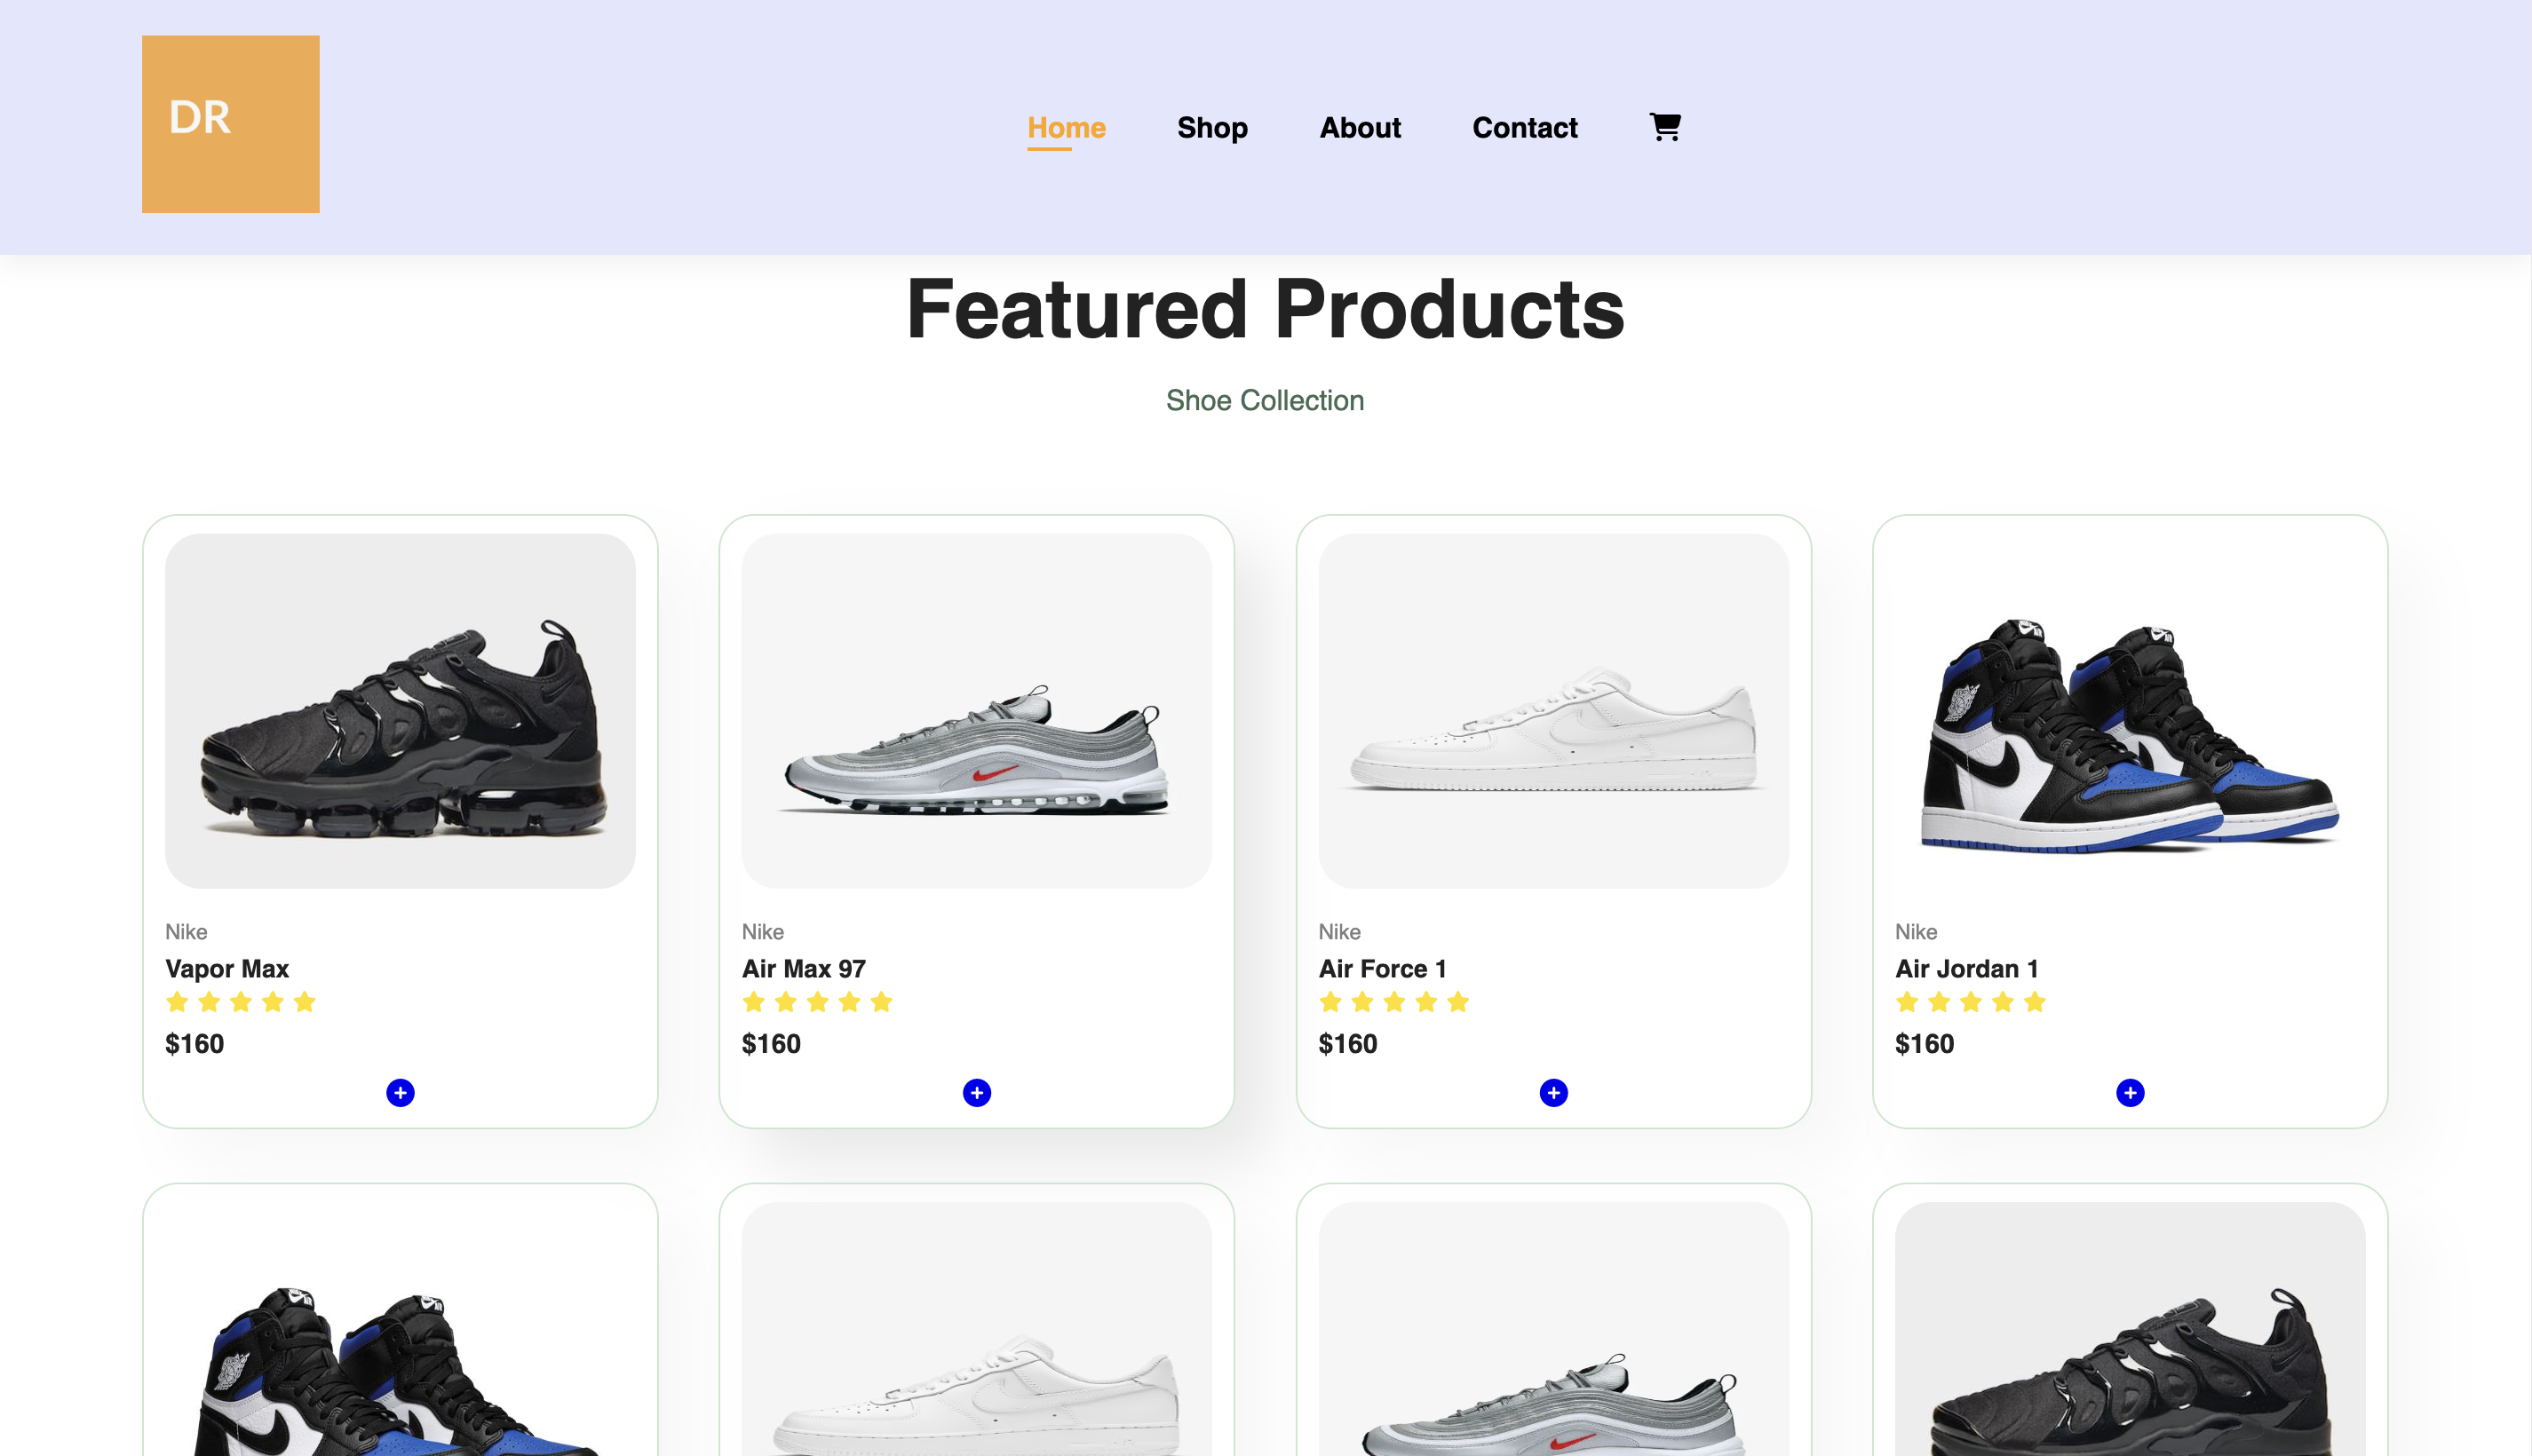 DR
Home Shop About Contact
Featured Products
Shoe Collection
Nike Nike Nike Nike
Vapor Max Air Max 97 Air Force 1 Air Jordan 1
$160 $160 $160 $160